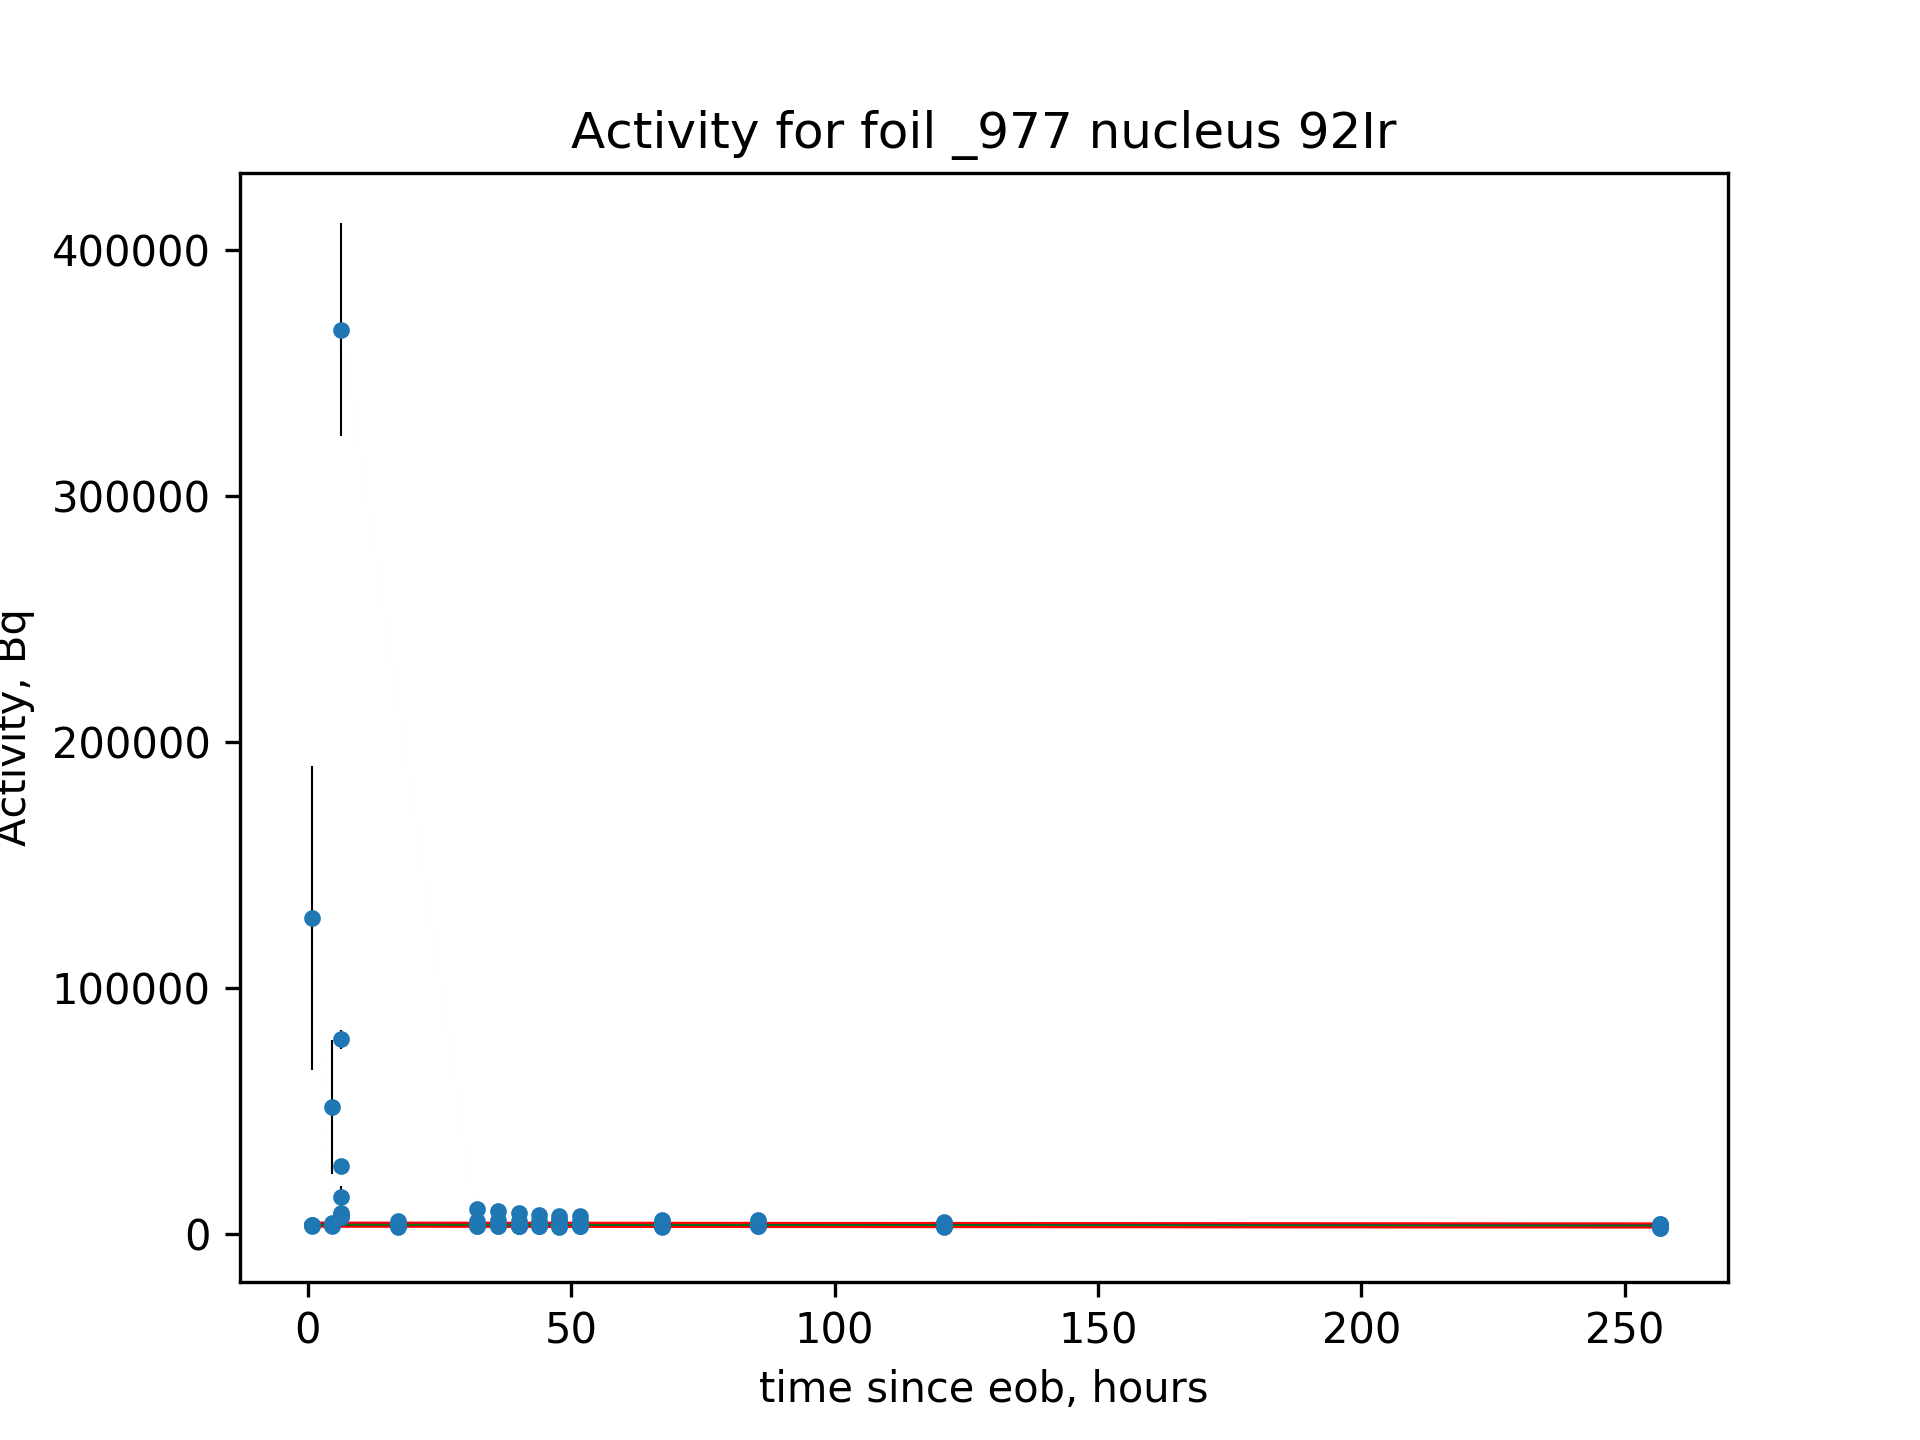 Activity for foil _977 nucleus 92Ir
400000
300000
200000
100000
0
Activity, Bq
0 50 100 150 200 250
time since eob, hours